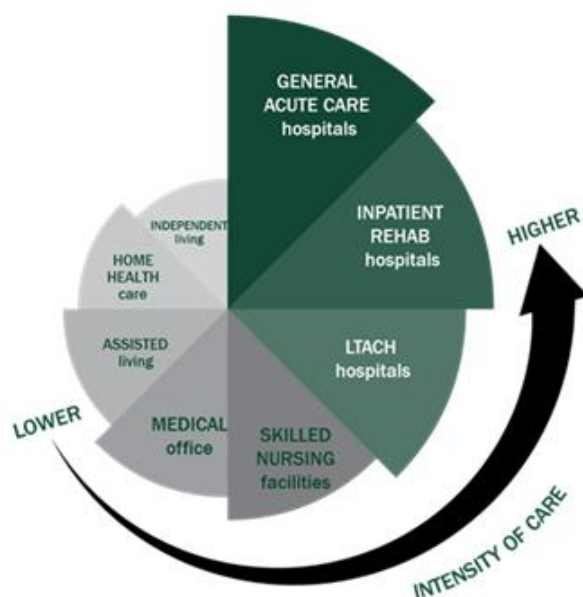 GENERAL
ACUTE CARE
hospitals
INPATIENT
REHAB
hospitals
HIGHER
LTACH
hospitals
SKILLED
NURSING
facilities
MEDICAL
office
ASSISTED
living
HOME
HEALTH
care
INDEPENDENT
living
LOWER
INTENSITY OF CARE